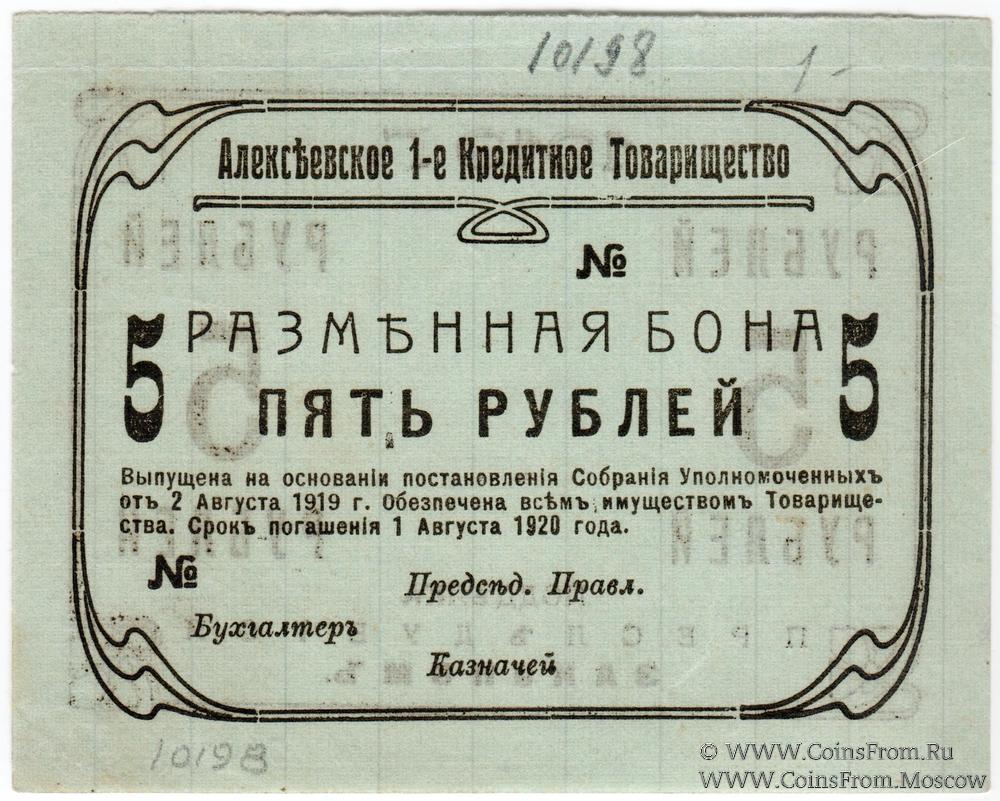 10198
1-
Алексѣевское 1-е Кредитное Товарищество
№
РАЗМѢННАЯ БОНА
5 ПЯТЬ РУБЛЕЙ 5
Выпущена на основаніи постановленія Собранія Уполномоченныхъ
отъ 2 Августа 1919 г. Обезпечена всѣмъ имуществомъ Товарище-
ства. Срокъ погашенія 1 Августа 1920 года.
№
Предсѣд. Правл.
Бухгалтеръ
Казначей
10198
© WWW.CoinsFrom.Ru
WWW.CoinsFrom.Moscow